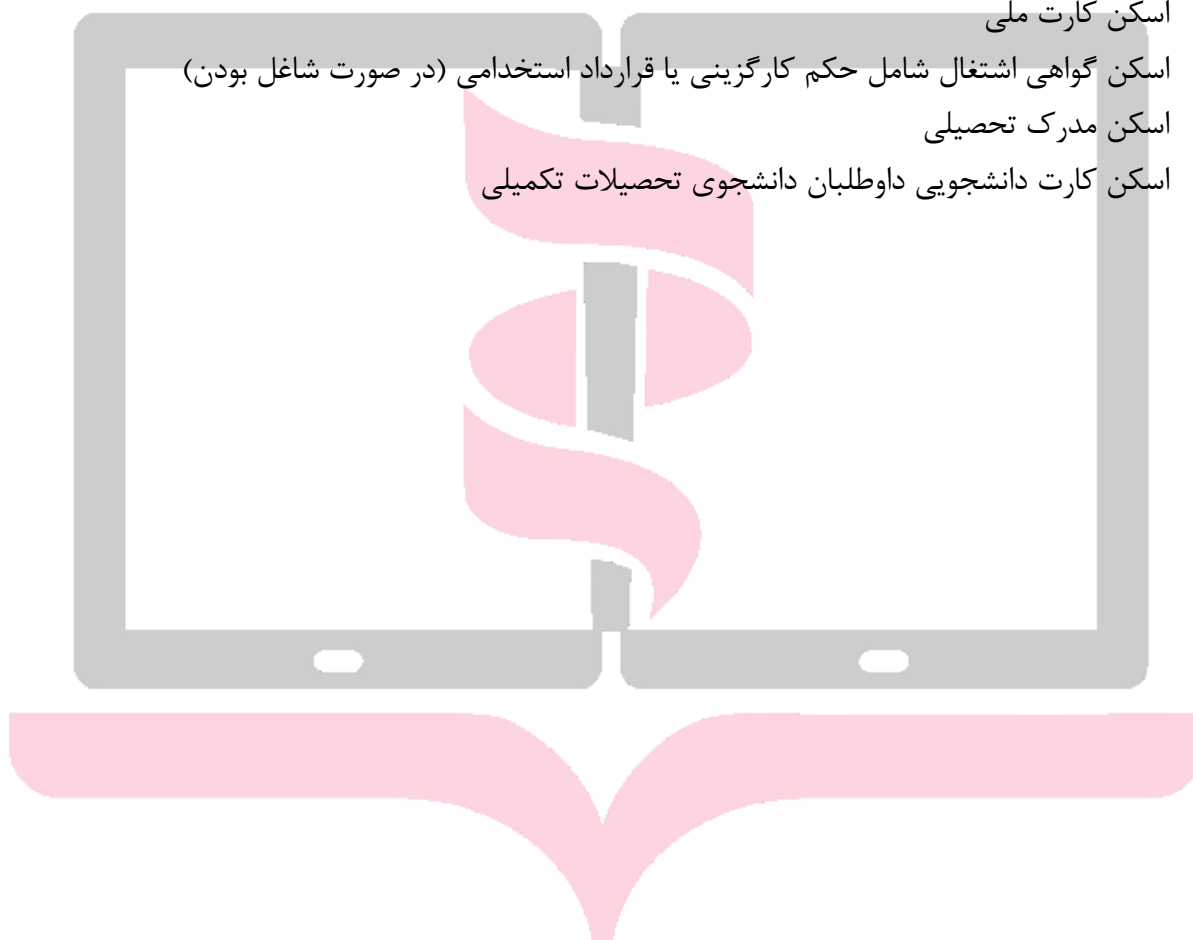 اسکن کارت ملی
اسکن گواهی اشتغال شامل حکم کارگزینی یا قرارداد استخدامی (در صورت شاغل بودن)
اسکن مدرک تحصیلی
اسکن کارت دانشجویی داوطلبان دانشجوی تحصیلات تکمیلی